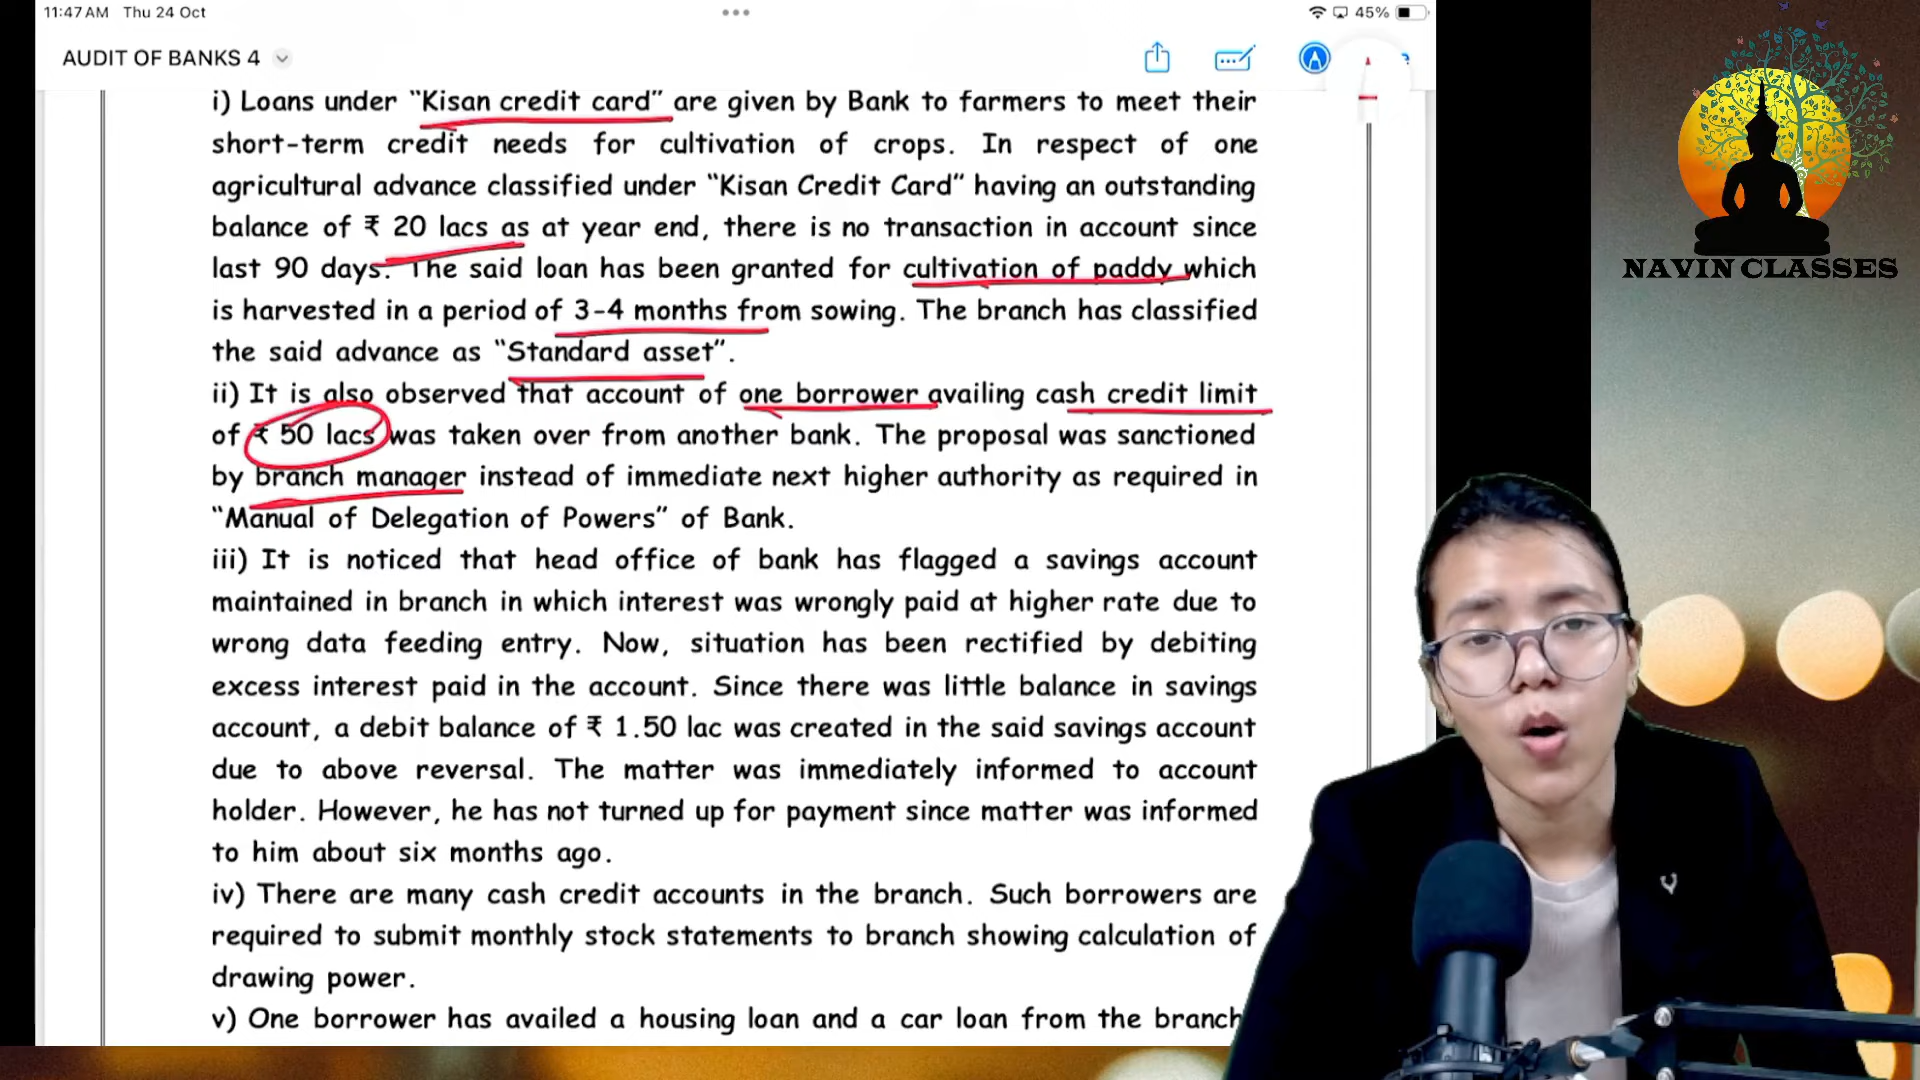 11:47 AM Thu 24 Oct
45%
AUDIT OF BANKS 4
i) Loans under “Kisan credit card” are given by Bank to farmers to meet their
short-term credit needs for cultivation of crops. In respect of one
agricultural advance classified under “Kisan Credit Card” having an outstanding
balance of ₹ 20 lacs as at year end, there is no transaction in account since
last 90 days. The said loan has been granted for cultivation of paddy which
is harvested in a period of 3-4 months from sowing. The branch has classified
the said advance as “Standard asset”.
ii) It is also observed that account of one borrower availing cash credit limit
of ₹ 50 lacs was taken over from another bank. The proposal was sanctioned
by branch manager instead of immediate next higher authority as required in
“Manual of Delegation of Powers” of Bank.
iii) It is noticed that head office of bank has flagged a savings account
maintained in branch in which interest was wrongly paid at higher rate due to
wrong data feeding entry. Now, situation has been rectified by debiting
excess interest paid in the account. Since there was little balance in savings
account, a debit balance of ₹ 1.50 lac was created in the said savings account
due to above reversal. The matter was immediately informed to account
holder. However, he has not turned up for payment since matter was informed
to him about six months ago.
iv) There are many cash credit accounts in the branch. Such borrowers are
required to submit monthly stock statements to branch showing calculation of
drawing power.
v) One borrower has availed a housing loan and a car loan from the branch
NAVIN CLASSES